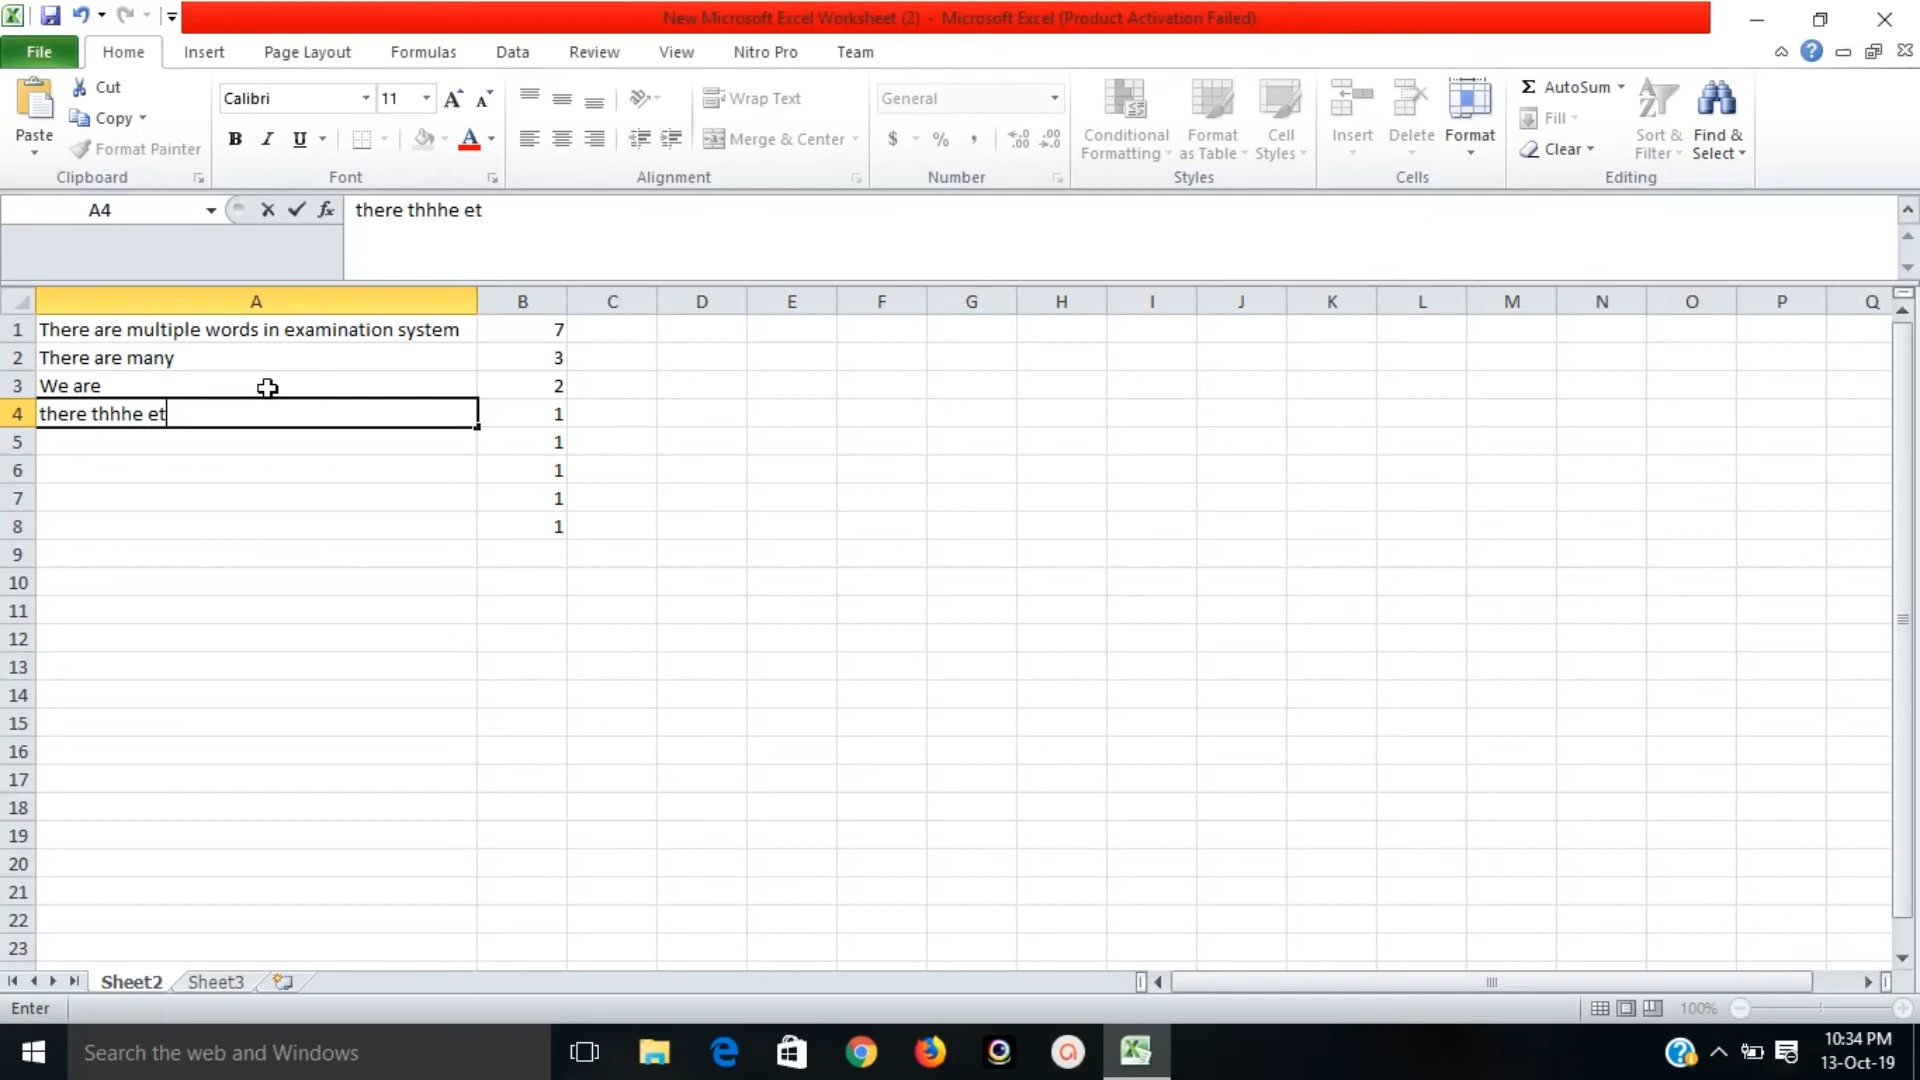 New Microsoft Excel Worksheet (2) - Microsoft Excel (Product Activation Failed)
File Home Insert Page Layout Formulas Data Review View Nitro Pro Team
Paste
Cut
Copy
Format Painter
Clipboard
Calibri 11
B I U
Font
Wrap Text
Merge & Center
Alignment
General
$ % ,
Number
Conditional Formatting
Format as Table
Cell Styles
Styles
Insert
Delete
Format
Cells
Σ AutoSum
Fill
Clear
Sort & Filter
Find & Select
Editing
A4 fx there thhhe et
A B C D E F G H I J K L M N O P Q
1 There are multiple words in examination system 7
2 There are many 3
3 We are 2
4 there thhhe et 1
5 1
6 1
7 1
8 1
9
10
11
12
13
14
15
16
17
18
19
20
21
22
23
Sheet2 Sheet3
Enter 100%
Search the web and Windows
10:34 PM
13-Oct-19